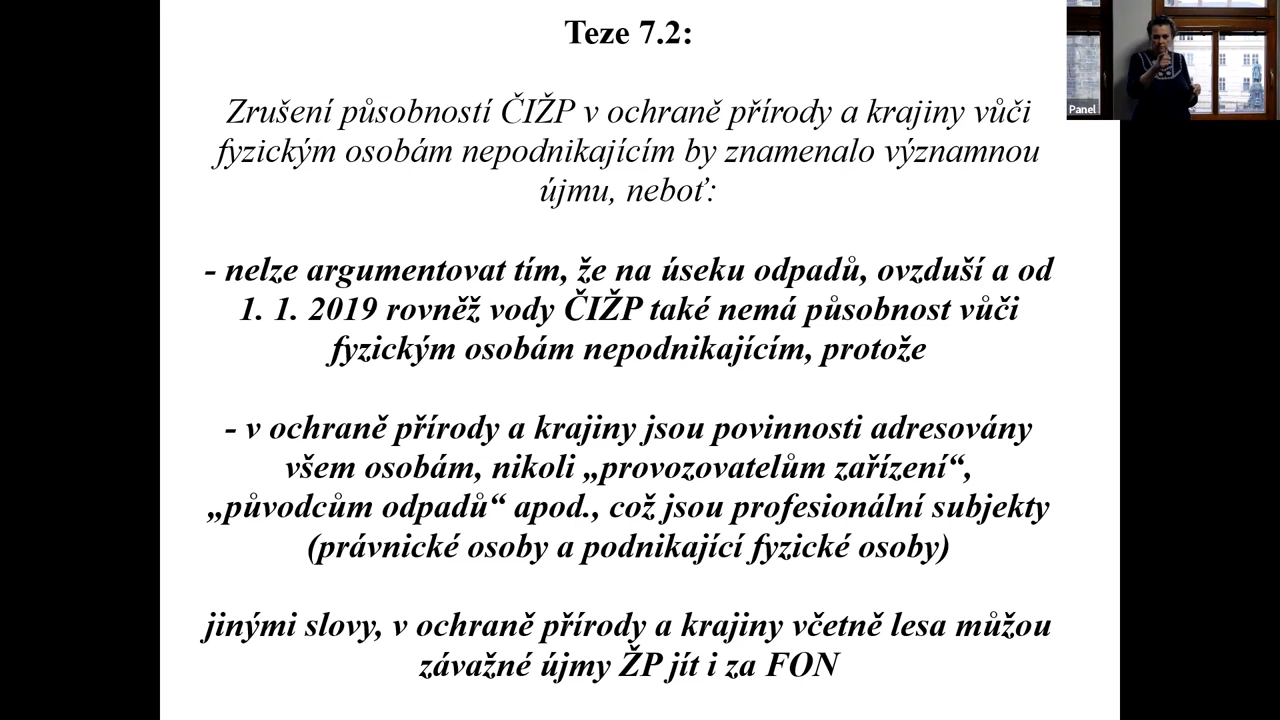 Teze 7.2:
Zrušení působností ČIŽP v ochraně přírody a krajiny vůči
fyzickým osobám nepodnikajícím by znamenalo významnou
újmu, neboť:
- nelze argumentovat tím, že na úseku odpadů, ovzduší a od
1. 1. 2019 rovněž vody ČIŽP také nemá působnost vůči
fyzickým osobám nepodnikajícím, protože
- v ochraně přírody a krajiny jsou povinnosti adresovány
všem osobám, nikoli „provozovatelům zařízení“,
„původcům odpadů“ apod., což jsou profesionální subjekty
(právnické osoby a podnikající fyzické osoby)
jinými slovy, v ochraně přírody a krajiny včetně lesa můžou
závažné újmy ŽP jít i za FON
Panel